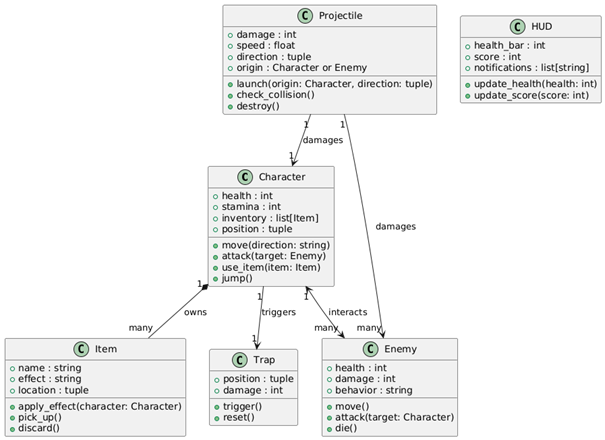 C Projectile
damage : int
speed : float
direction : tuple
origin : Character or Enemy
launch(origin: Character, direction: tuple)
check_collision()
destroy()
C HUD
health_bar : int
score : int
notifications : list[string]
update_health(health: int)
update_score(score: int)
1
1
damages
1
C Character
health : int
stamina : int
inventory : list[Item]
position : tuple
move(direction: string)
attack(target: Enemy)
use_item(item: Item)
jump()
damages
1
1
1
owns
triggers
interacts
many
1
many
many
C Item
name : string
effect : string
location : tuple
apply_effect(character: Character)
pick_up()
discard()
C Trap
position : tuple
damage : int
trigger()
reset()
C Enemy
health : int
damage : int
behavior : string
move()
attack(target: Character)
die()